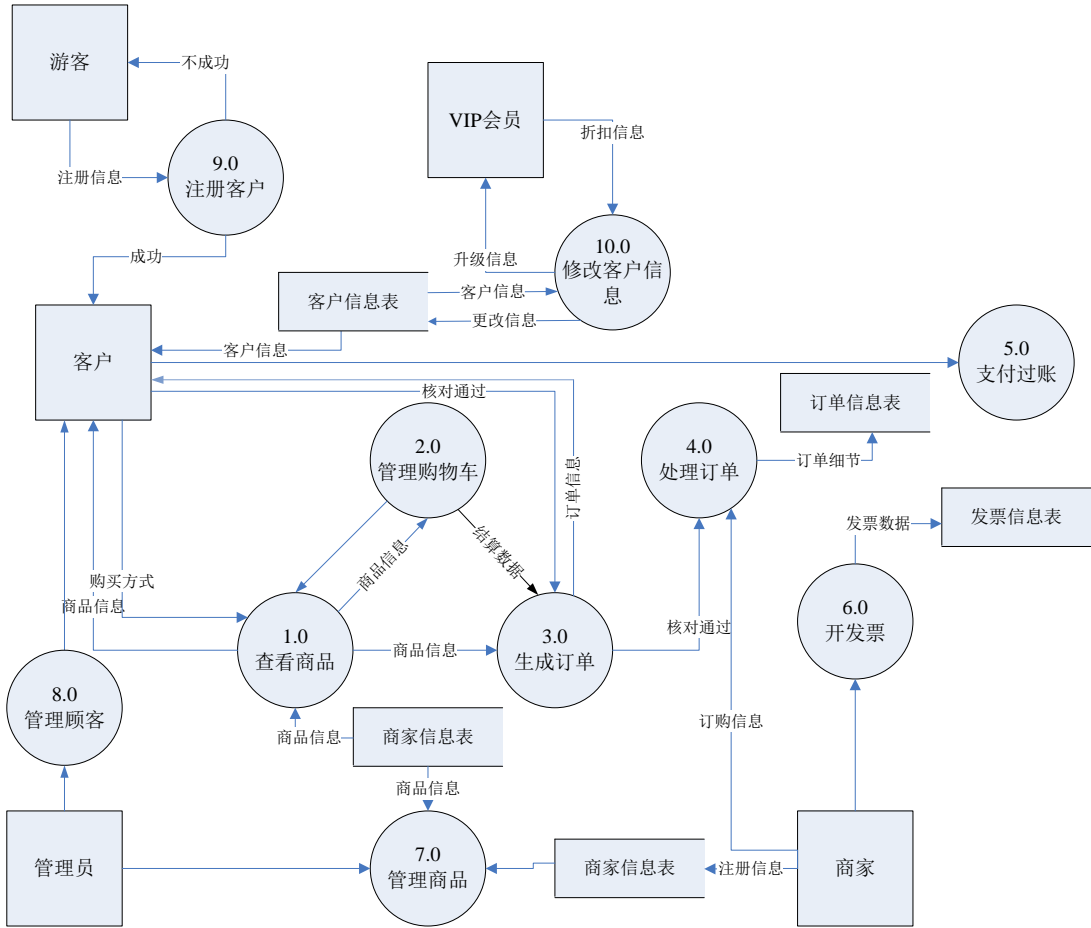 游客
不成功
注册信息
9.0
注册客户
成功
VIP会员
折扣信息
升级信息
10.0
修改客户信
息
客户信息表
客户信息
更改信息
客户信息
客户
核对通过
5.0
支付过账
订单信息表
2.0
管理购物车
4.0
处理订单
订单细节
订单信息
结算数据
商品信息
发票数据
发票信息表
购买方式
商品信息
1.0
查看商品
商品信息
3.0
生成订单
核对通过
6.0
开发票
8.0
管理顾客
商品信息
商家信息表
商品信息
订购信息
管理员
7.0
管理商品
商家信息表
注册信息
商家